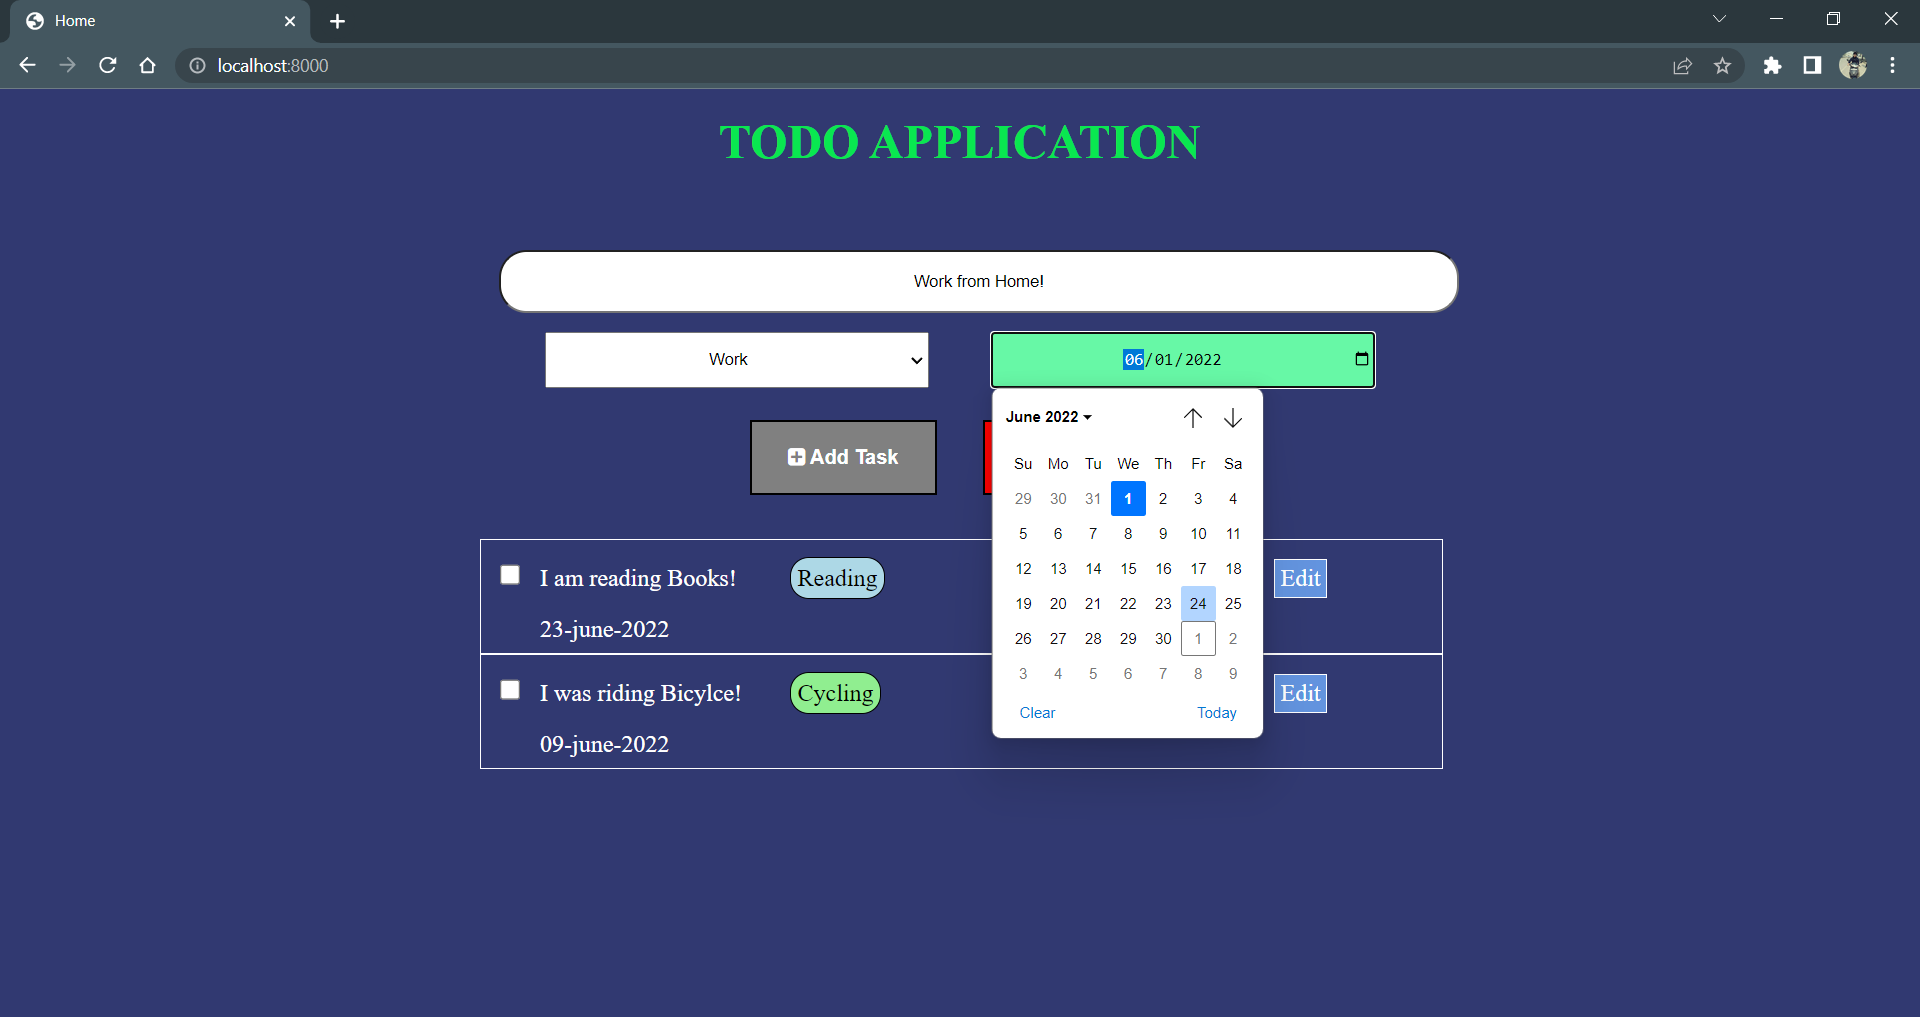 Home
localhost:8000
TODO APPLICATION
Work from Home!
Work
06/01/2022
Add Task
June 2022
Su Mo Tu We Th Fr Sa
29 30 31 1 2 3 4
5 6 7 8 9 10 11
12 13 14 15 16 17 18
19 20 21 22 23 24 25
26 27 28 29 30 1 2
3 4 5 6 7 8 9
Clear Today
I am reading Books! Reading Edit
23-june-2022
I was riding Bicylce! Cycling Edit
09-june-2022